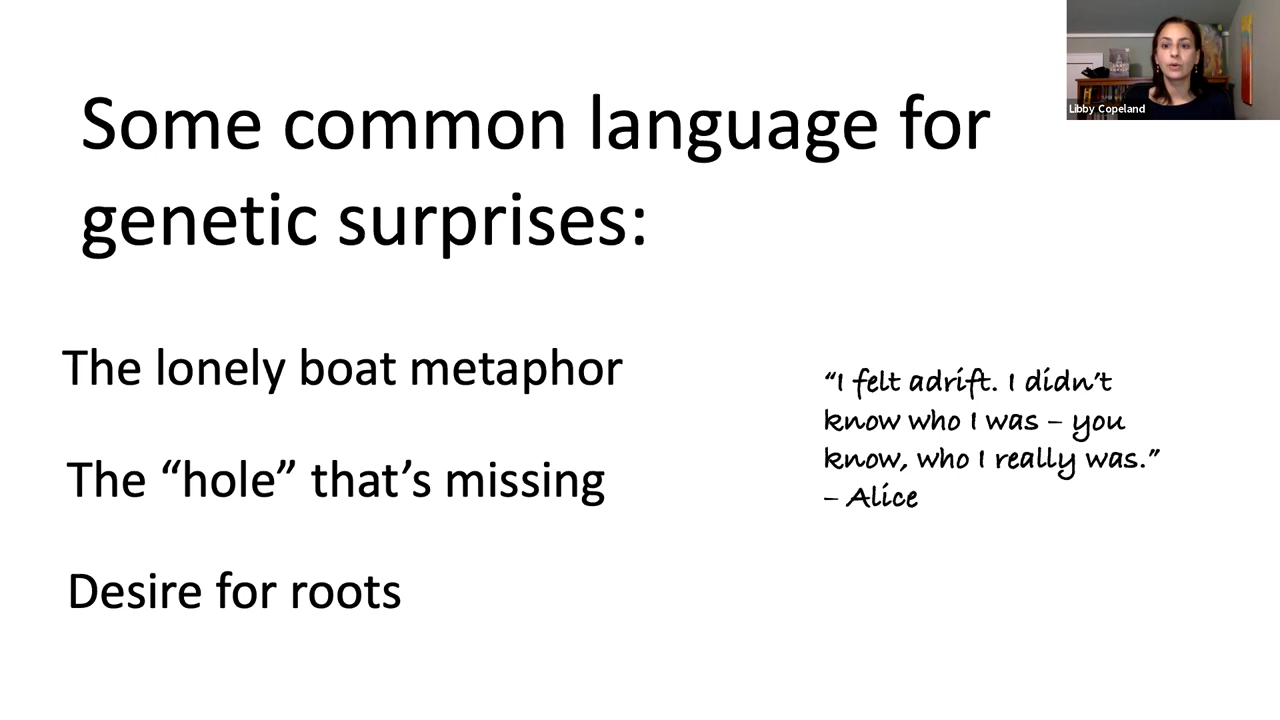 Libby Copeland
Some common language for
genetic surprises:
The lonely boat metaphor
The “hole” that’s missing
Desire for roots
“I felt adrift. I didn’t
know who I was – you
know, who I really was.”
– Alice